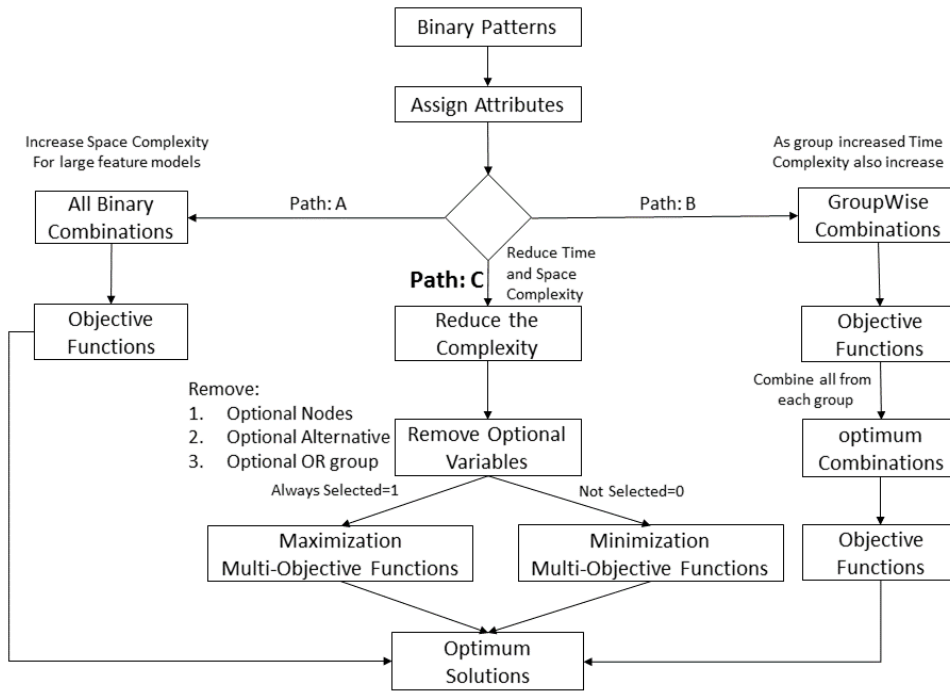 Binary Patterns
Assign Attributes
Increase Space Complexity
For large feature models
As group increased Time
Complexity also increase
Path: A
Path: B
All Binary
Combinations
GroupWise
Combinations
Reduce Time
and Space
Complexity
Path: C
Objective
Functions
Reduce the
Complexity
Objective
Functions
Combine all from
each group
Remove:
1. Optional Nodes
2. Optional Alternative
3. Optional OR group
Remove Optional
Variables
optimum
Combinations
Always Selected=1
Not Selected=0
Maximization
Multi-Objective Functions
Minimization
Multi-Objective Functions
Objective
Functions
Optimum
Solutions